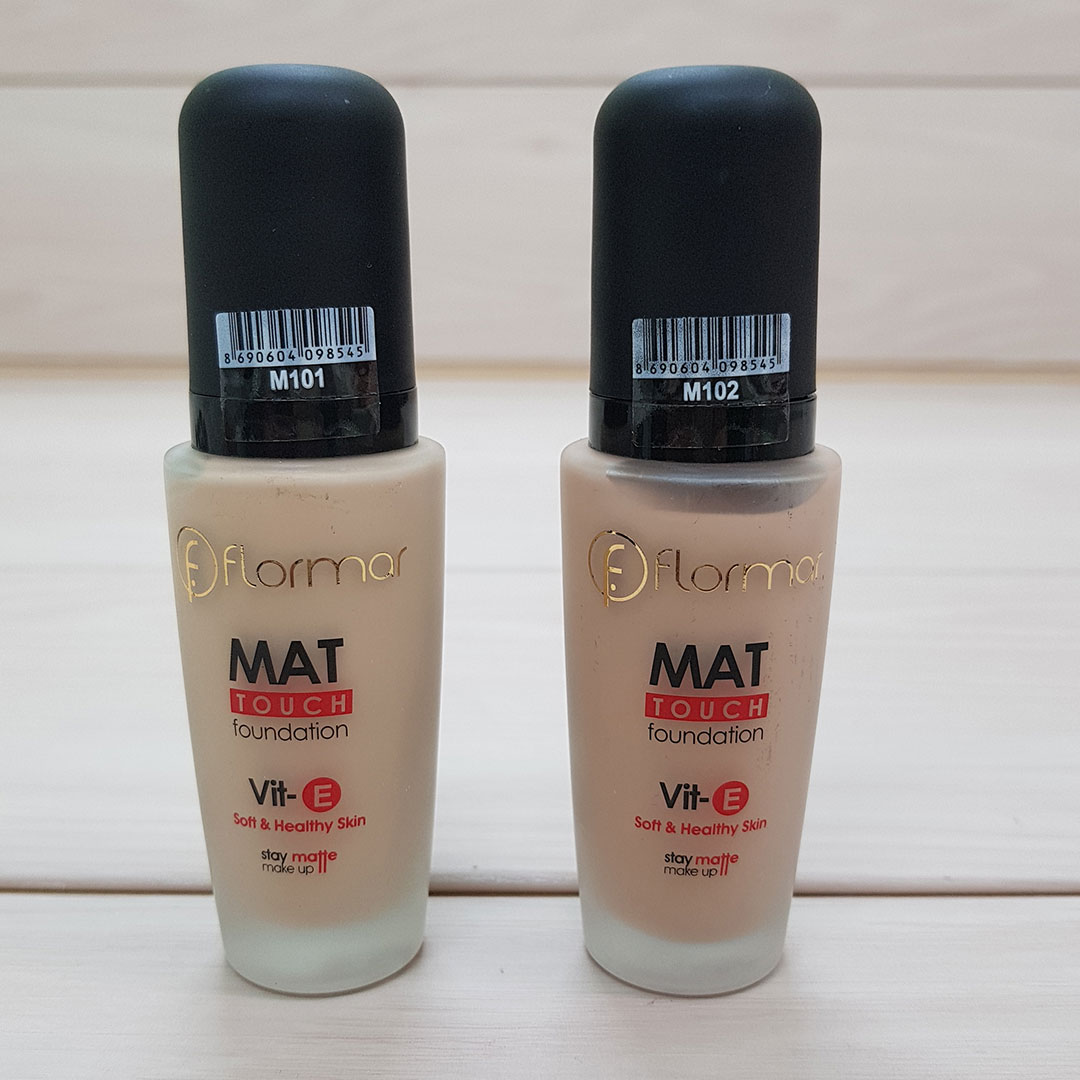 8 690604 098545
M101
flormar
MAT
TOUCH
foundation
Vit-E
Soft & Healthy Skin
stay matte
make up
8 690604 098545
M102
flormar
MAT
TOUCH
foundation
Vit-E
Soft & Healthy Skin
stay matte
make up